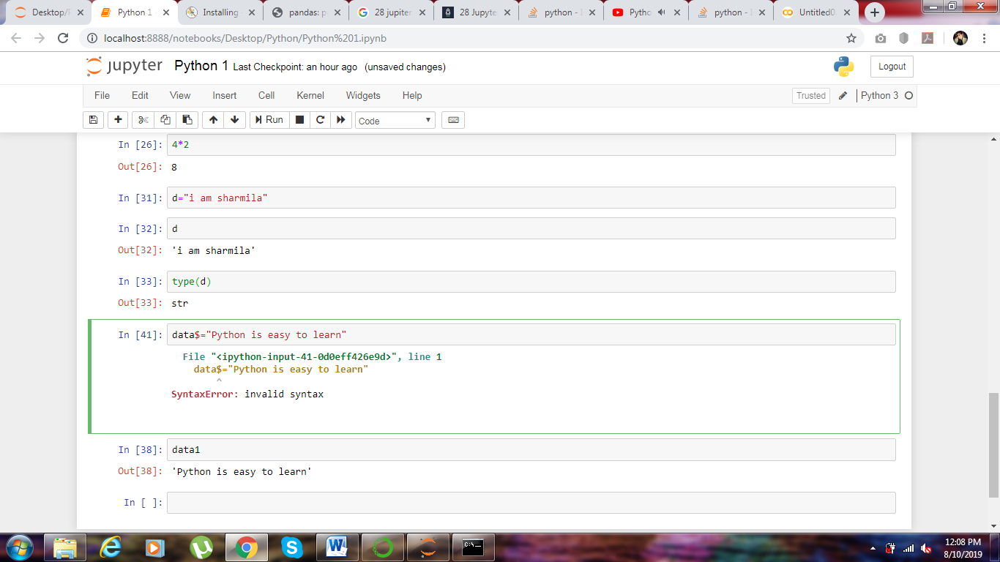 Desktop/P
Python 1 -
Installing
pandas: p
28 jupiter
28 Jupyte
python - I
Pytho
python - I
Untitled0.
localhost:8888/notebooks/Desktop/Python/Python%201.ipynb
jupyter Python 1 Last Checkpoint: an hour ago (unsaved changes)
Logout
File Edit View Insert Cell Kernel Widgets Help
Trusted Python 3
Run Code
In [26]: 4*2
Out[26]: 8
In [31]: d="i am sharmila"
In [32]: d
Out[32]: 'i am sharmila'
In [33]: type(d)
Out[33]: str
In [41]: data$="Python is easy to learn"
File "<ipython-input-41-0d0eff426e9d>", line 1
data$="Python is easy to learn"
^
SyntaxError: invalid syntax
In [38]: data1
Out[38]: 'Python is easy to learn'
In [ ]:
12:08 PM
8/10/2019